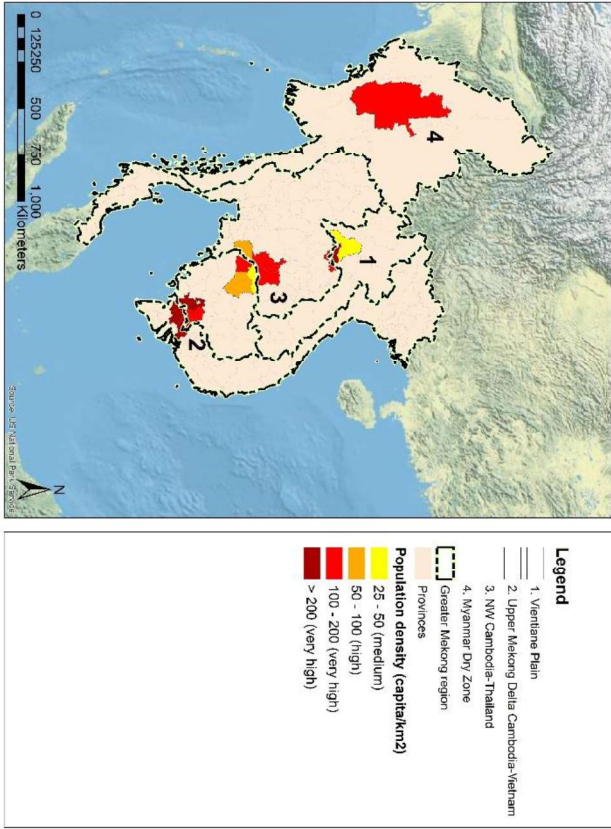 4
1
3
2
0 125250 500 750 1,000
Kilometers
Source: US National Park Service
N
Legend
1. Vientiane Plain
2. Upper Mekong Delta Cambodia-Vietnam
3. NW Cambodia-Thailand
4. Myanmar Dry Zone
Greater Mekong region
Provinces
Population density (capita/km2)
25 - 50 (medium)
50 - 100 (high)
100 - 200 (very high)
> 200 (very high)